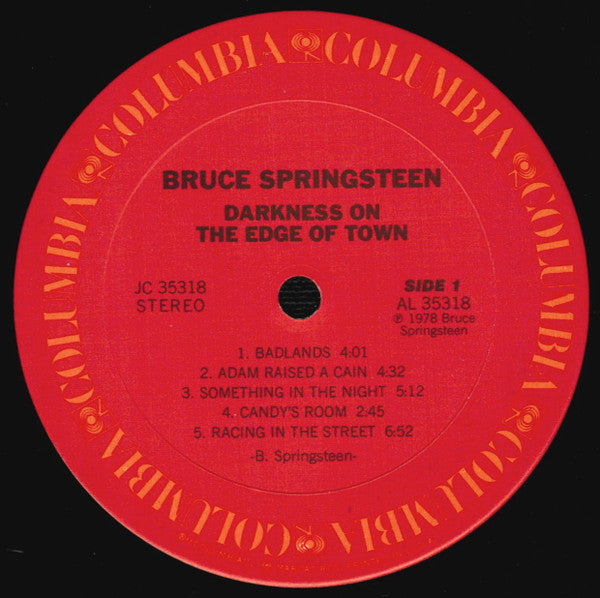 COLUMBIA COLUMBIA COLUMBIA COLUMBIA COLUMBIA COLUMBIA
BRUCE SPRINGSTEEN
DARKNESS ON
THE EDGE OF TOWN
JC 35318
STEREO
SIDE 1
AL 35318
℗ 1978 Bruce
Springsteen
1. BADLANDS 4:01
2. ADAM RAISED A CAIN 4:32
3. SOMETHING IN THE NIGHT 5:12
4. CANDY'S ROOM 2:45
5. RACING IN THE STREET 6:52
-B. Springsteen-